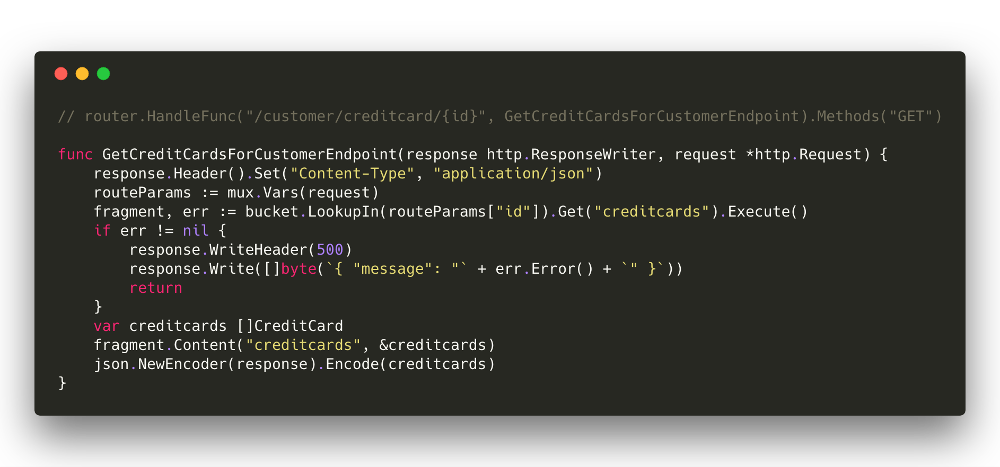 // router.HandleFunc("/customer/creditcard/{id}", GetCreditCardsForCustomerEndpoint).Methods("GET")

func GetCreditCardsForCustomerEndpoint(response http.ResponseWriter, request *http.Request) {
    response.Header().Set("Content-Type", "application/json")
    routeParams := mux.Vars(request)
    fragment, err := bucket.LookupIn(routeParams["id"]).Get("creditcards").Execute()
    if err != nil {
        response.WriteHeader(500)
        response.Write([]byte(`{ "message": "` + err.Error() + `" }`))
        return
    }
    var creditcards []CreditCard
    fragment.Content("creditcards", &creditcards)
    json.NewEncoder(response).Encode(creditcards)
}